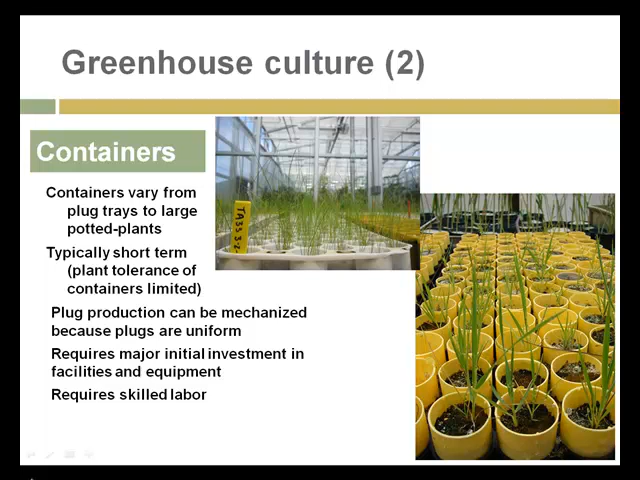 Greenhouse culture (2)
Containers
Containers vary from
plug trays to large
potted-plants
Typically short term
(plant tolerance of
containers limited)
Plug production can be mechanized
because plugs are uniform
Requires major initial investment in
facilities and equipment
Requires skilled labor